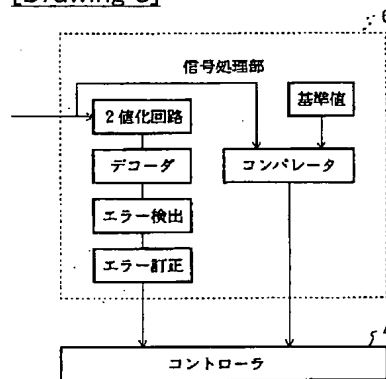 [Drawing 3]
6
信号処理部
基準値
2値化回路
デコーダ
コンパレータ
エラー検出
エラー訂正
コントローラ